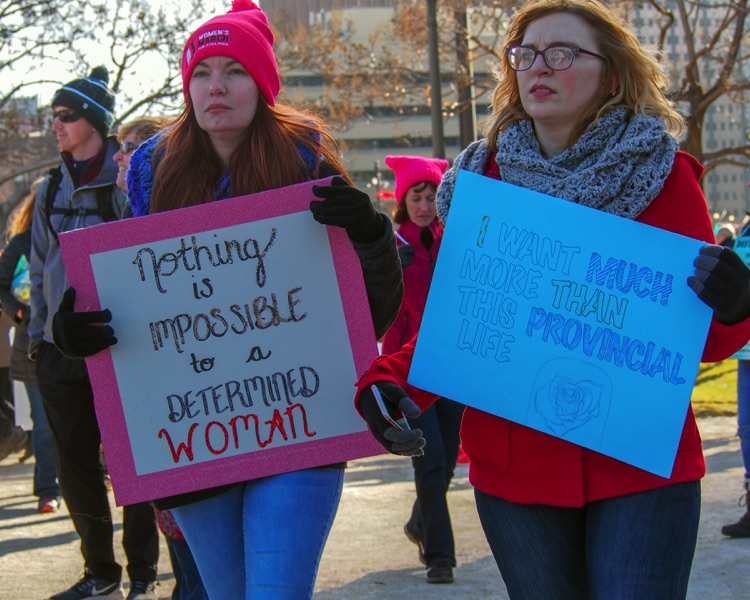 WOMEN'S
MARCH
Nothing
is
IMPOSSIBLE
to a
DETERMINED
WOMAN
I WANT MUCH
MORE THAN
THIS PROVINCIAL
LIFE